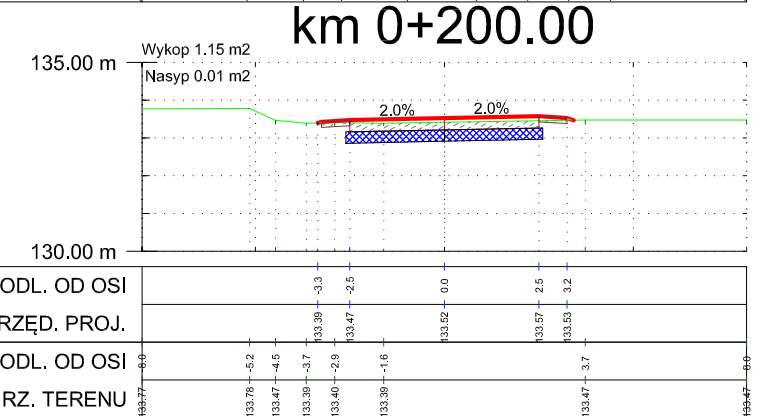 km 0+200.00
Wykop 1.15 m2
135.00 m
Nasyp 0.01 m2
2.0% 2.0%
130.00 m
ODL. OD OSI -3.3 -2.5 0.0 2.5 3.2
RZĘD. PROJ. 133.39 133.47 133.52 133.57 133.53
ODL. OD OSI -8.0 -5.2 -4.5 -3.7 -2.9 -1.6 3.7 8.0
RZ. TERENU 133.77 133.78 133.47 133.39 133.40 133.39 133.47 133.47